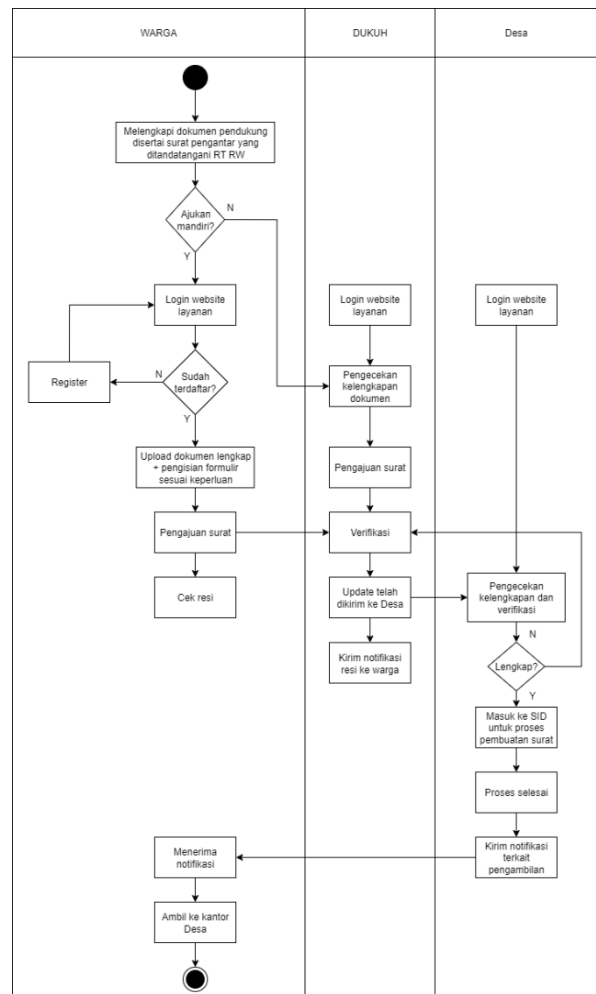 WARGA
DUKUH
Desa
Melengkapi dokumen pendukung
disertai surat pengantar yang
ditandatangani RT RW
Ajukan
mandiri?
N
Y
Login website
layanan
Login website
layanan
Login website
layanan
Register
N
Sudah
terdaftar?
Y
Pengecekan
kelengkapan
dokumen
Upload dokumen lengkap
+ pengisian formulir
sesuai keperluan
Pengajuan surat
Pengajuan surat
Verifikasi
Cek resi
Update telah
dikirim ke Desa
Pengecekan
kelengkapan dan
verifikasi
N
Kirim notifikasi
resi ke warga
Lengkap?
Y
Masuk ke SID
untuk proses
pembuatan surat
Proses selesai
Menerima
notifikasi
Kirim notifikasi
terkait
pengambilan
Ambil ke kantor
Desa